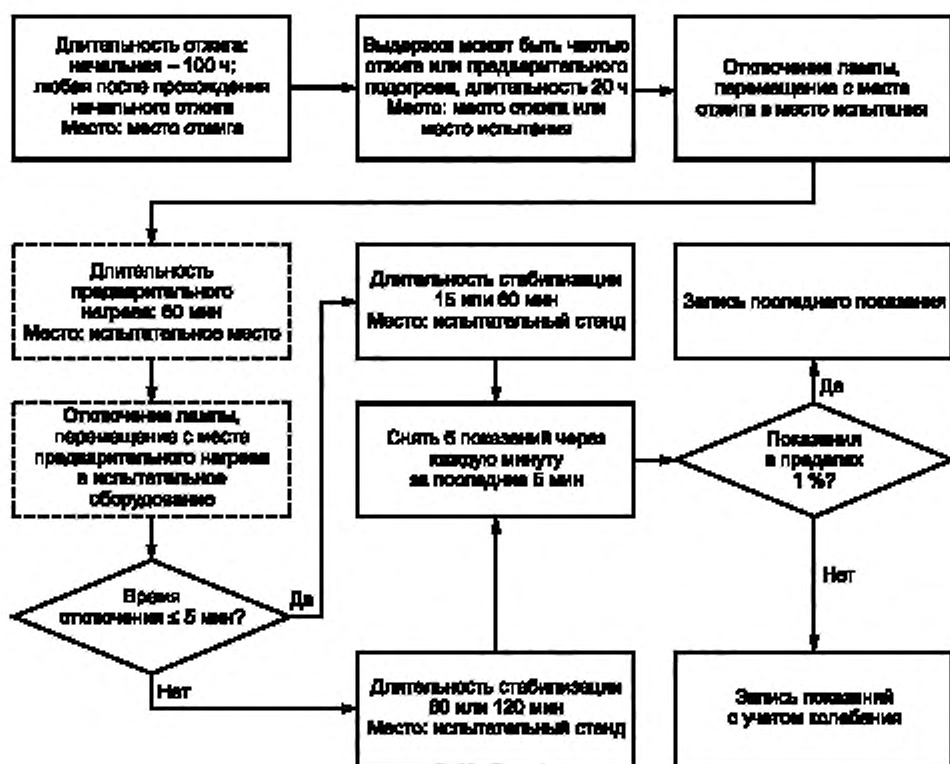 Длительность отжига:
начальная – 100 ч;
любая после прохождения
начального отжига
Место: место отжига
Выдержка может быть частью
отжига или предварительного
подогрева, длительность 20 ч
Место: место отжига или
место испытания
Отключение лампы,
перемещение с места
отжига в место испытания
Длительность
предварительного
нагрева: 60 мин
Место: испытательное место
Длительность стабилизации
15 или 60 мин
Место: испытательный стенд
Запись последнего показания
Да
Отключение лампы,
перемещение с места
предварительного нагрева
в испытательное
оборудование
Снять 6 показаний через
каждую минуту
за последние 5 мин
Показания
в пределах
1 %?
Нет
Время
отключения ≤ 5 мин?
Да
Нет
Длительность стабилизации
60 или 120 мин
Место: испытательный стенд
Запись показаний
с учетом колебания